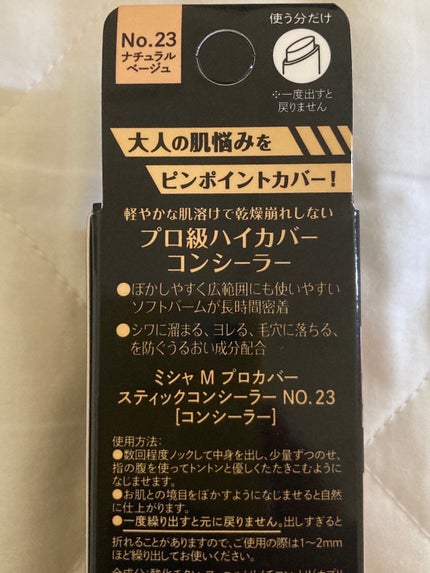 No.23
ナチュラル
ベージュ
使う分だけ
※一度出すと
戻りません
大人の肌悩みを
ピンポイントカバー！
軽やかな肌溶けで乾燥崩れしない
プロ級ハイカバー
コンシーラー
●ぼかしやすく広範囲にも使いやすい
ソフトバームが長時間密着
●シワに溜まる、ヨレる、毛穴に落ちる、
を防ぐうるおい成分配合
ミシャ M プロカバー
スティックコンシーラー NO.23
[コンシーラー]
使用方法：
●数回程度ノックして中身を出し、少量ずつのせ、
指の腹を使ってトントンと優しくたたきこむように
なじませます。
●お肌との境目をぼかすようになじませると自然
に仕上がります。
●一度繰り出すと元に戻りません。出しすぎると
折れることがありますので、ご使用の際は1〜2mm
ほど繰り出してお使いください。